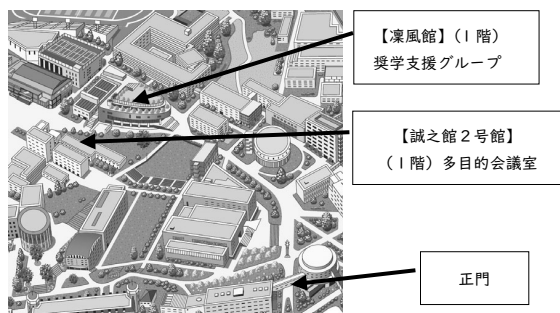 【凜風館】(1階)
奨学支援グループ
【誠之館2号館】
(1階)多目的会議室
正門